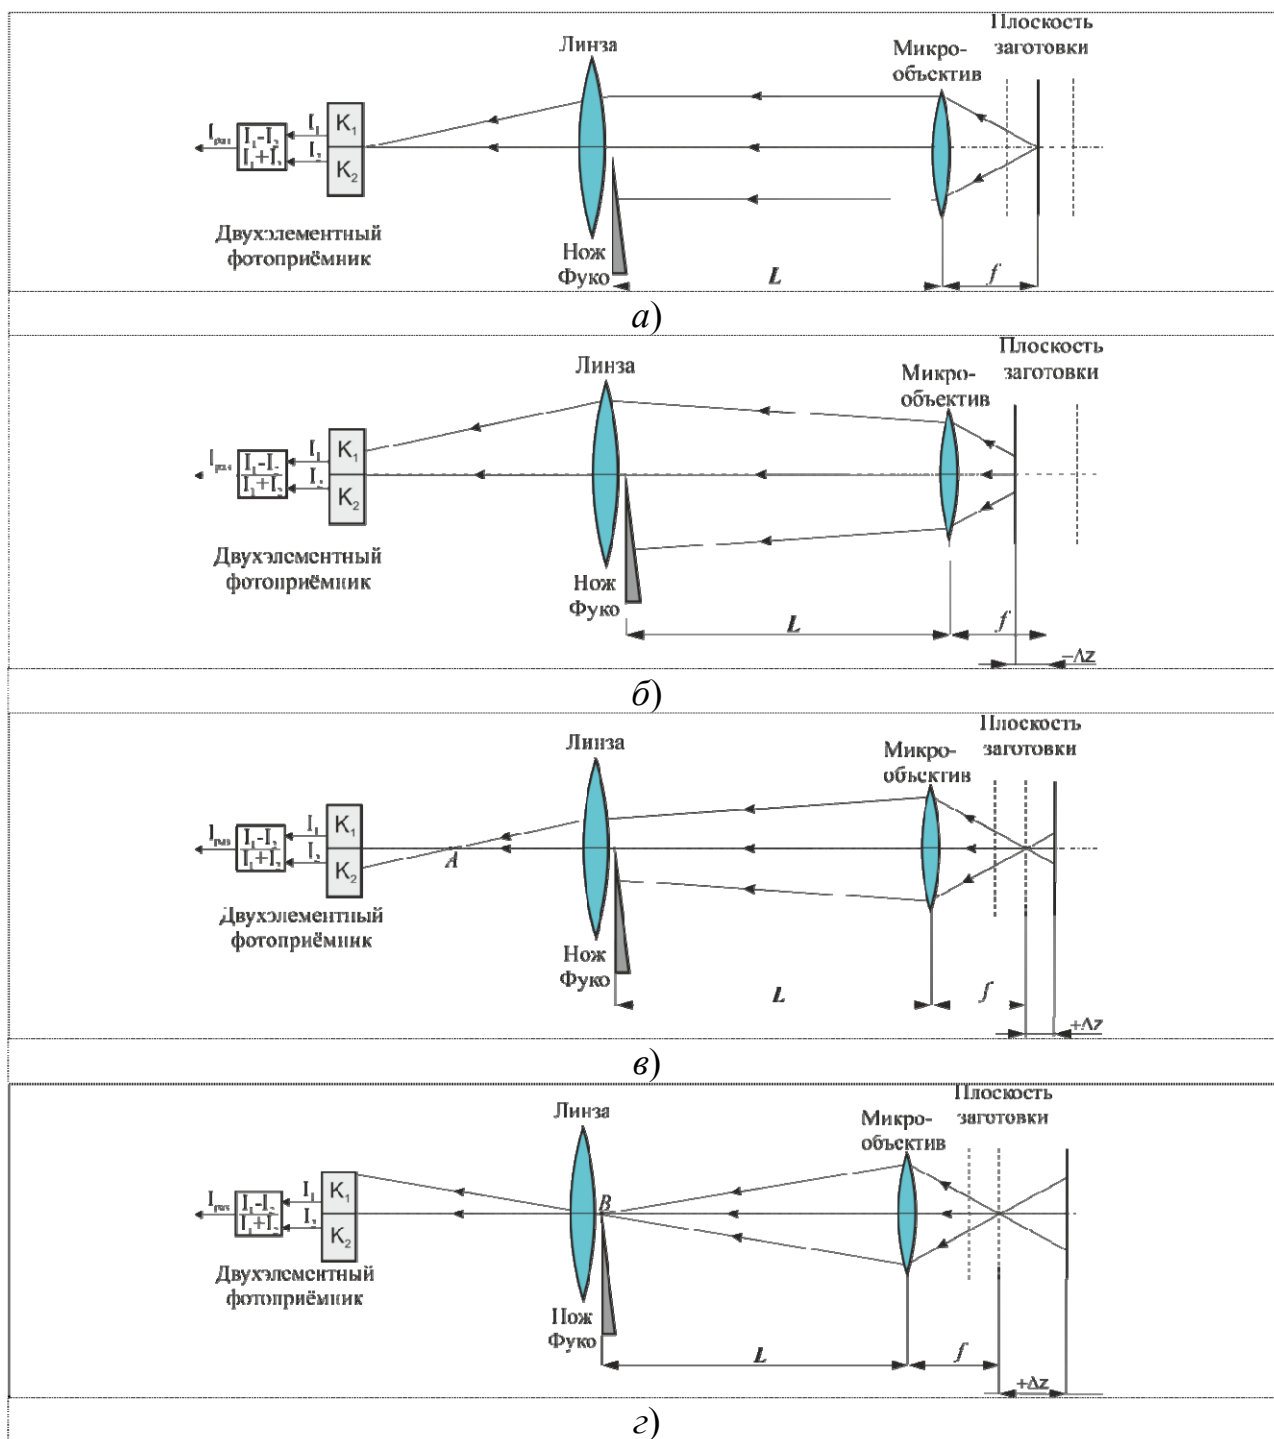 Плоскость
заготовки
Линза
Микро-
объектив
I₁
K₁
I₁-I₂
I₁+I₂
I₂
K₂
Двухэлементный
фотоприёмник
Нож
Фуко
L
f
а)
Плоскость
заготовки
Линза
Микро-
объектив
I₁
K₁
I₁-I₂
I₁+I₂
I₂
K₂
Двухэлементный
фотоприёмник
Нож
Фуко
L
f
−Δz
б)
Плоскость
заготовки
Линза
Микро-
объектив
I₁
K₁
I₁-I₂
I₁+I₂
I₂
K₂
A
Двухэлементный
фотоприёмник
Нож
Фуко
L
f
+Δz
в)
Плоскость
заготовки
Линза
Микро-
объектив
I₁
K₁
I₁-I₂
I₁+I₂
I₂
K₂
B
Двухэлементный
фотоприёмник
Нож
Фуко
L
f
+Δz
г)